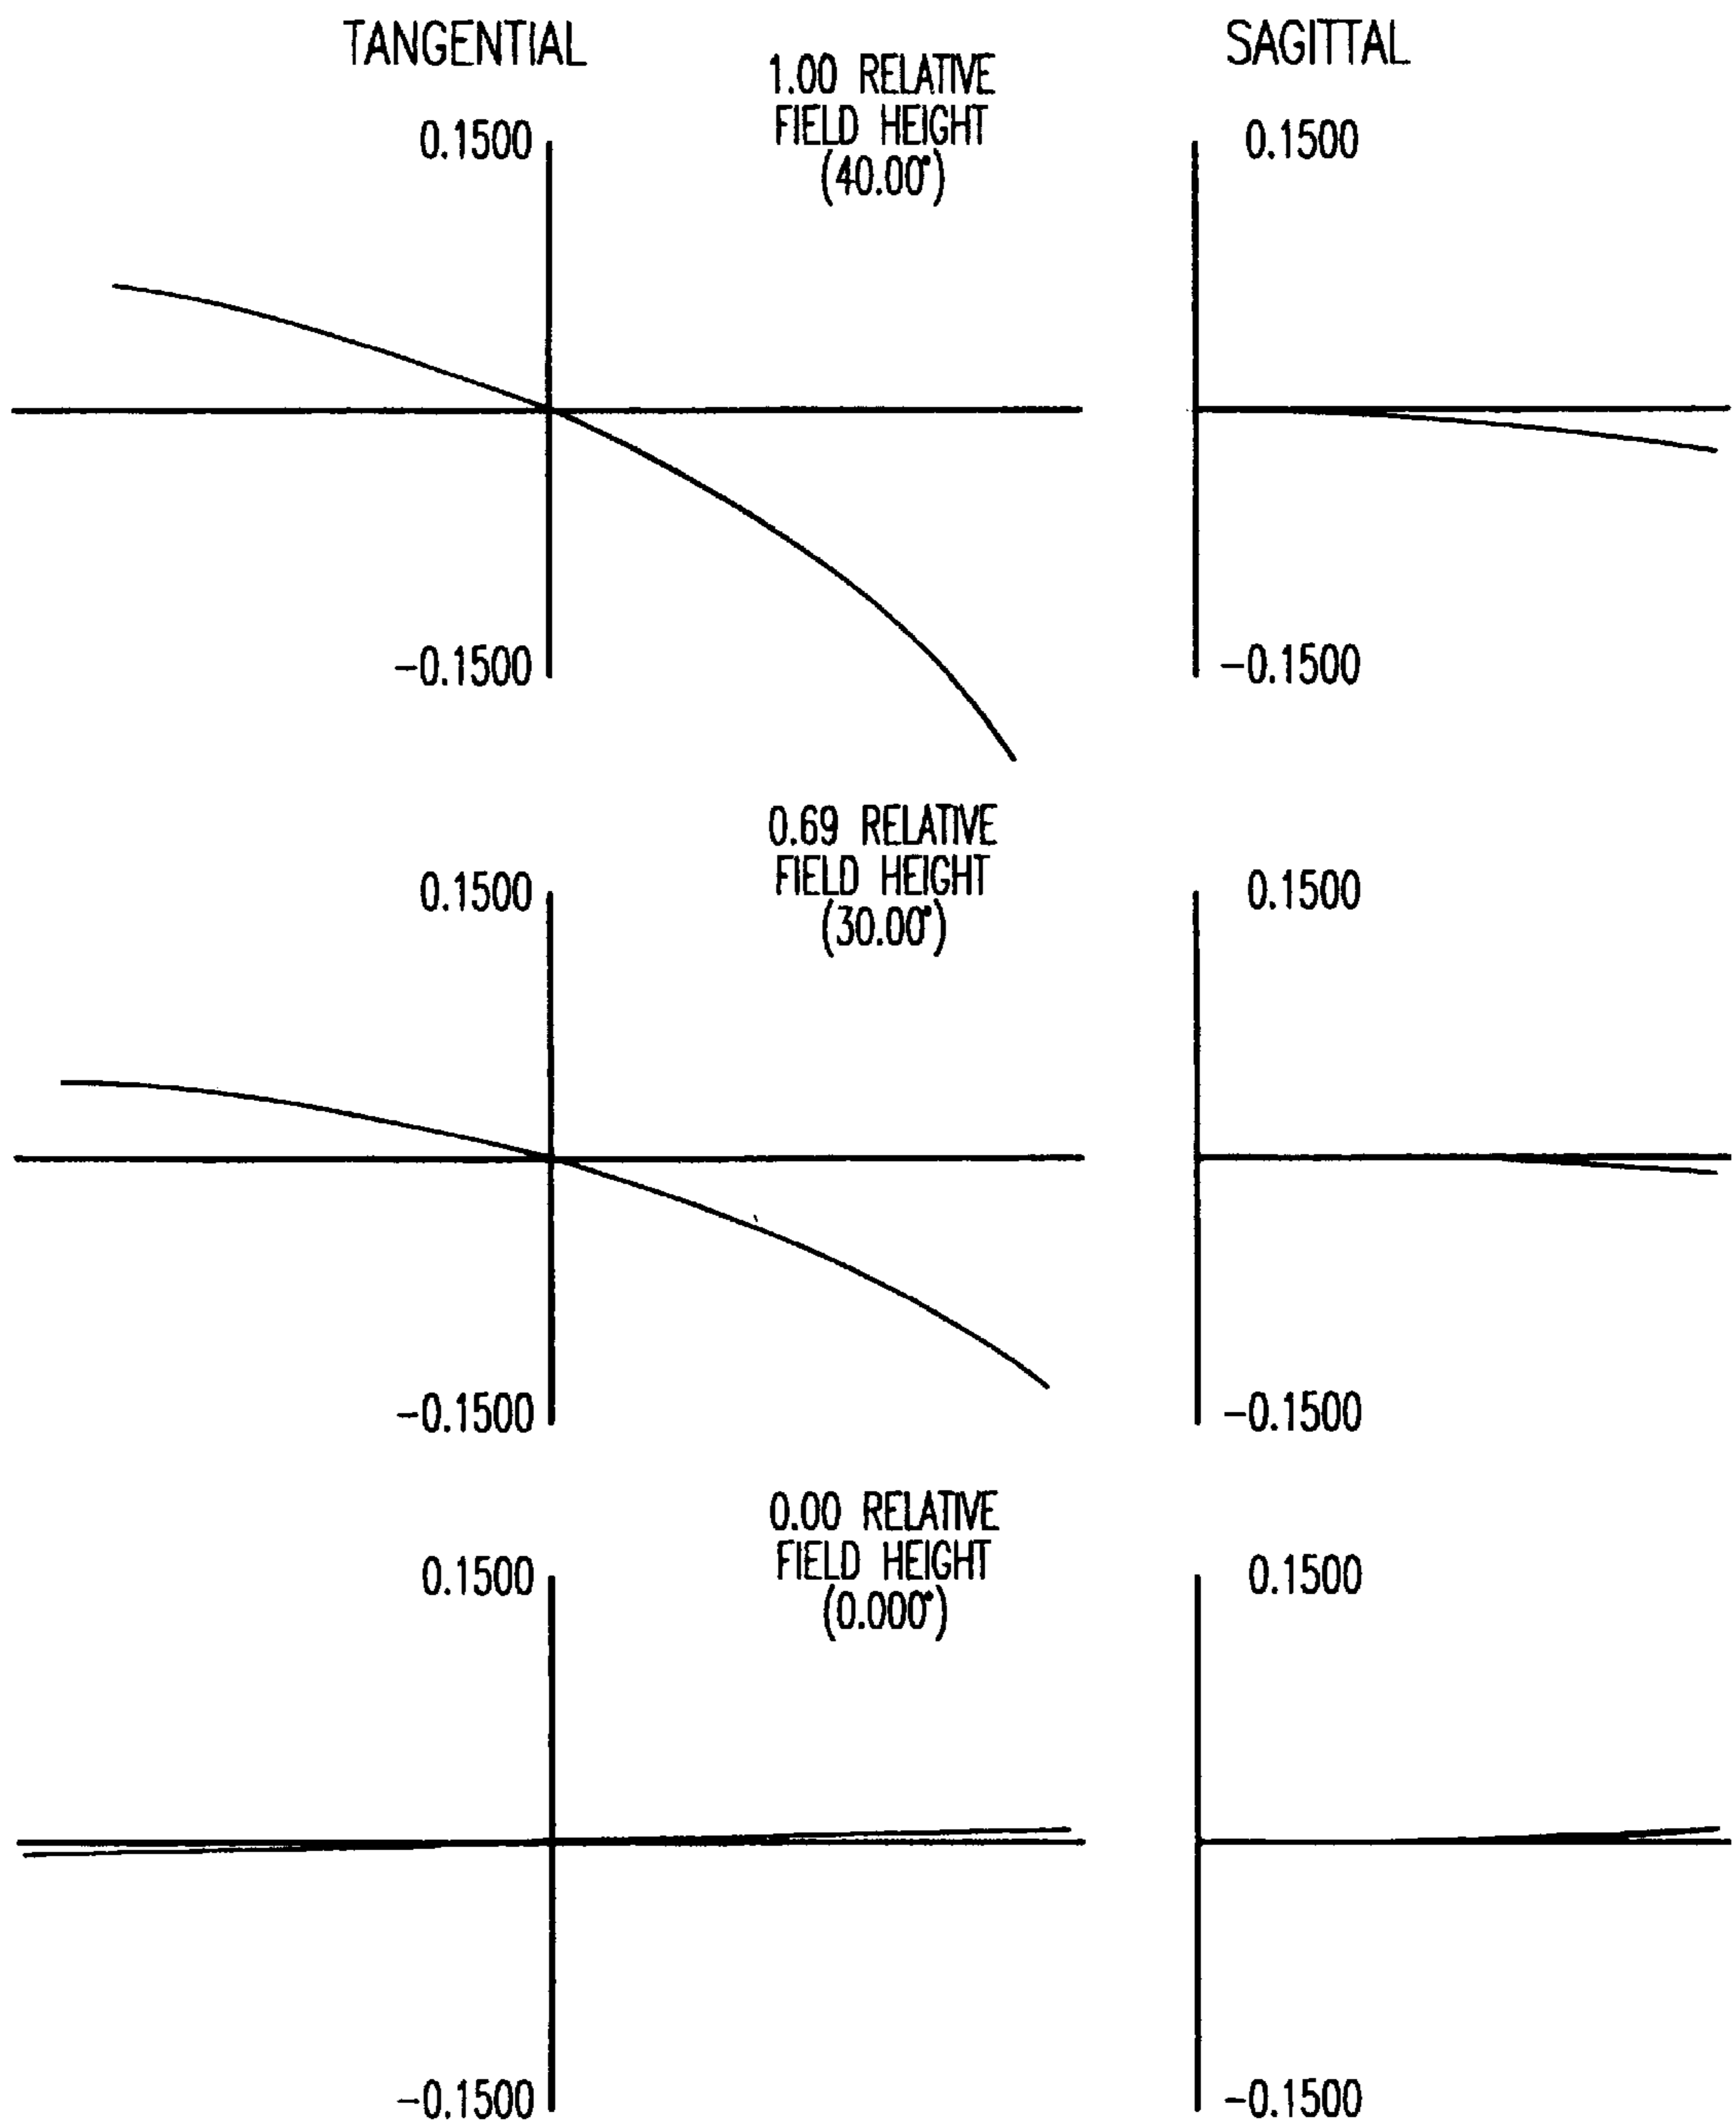 TANGENTIAL
SAGITTAL
1.00 RELATIVE
FIELD HEIGHT
(40.00°)
0.1500
0.1500
-0.1500
-0.1500
0.69 RELATIVE
FIELD HEIGHT
(30.00°)
0.1500
0.1500
-0.1500
-0.1500
0.00 RELATIVE
FIELD HEIGHT
(0.000°)
0.1500
0.1500
-0.1500
-0.1500